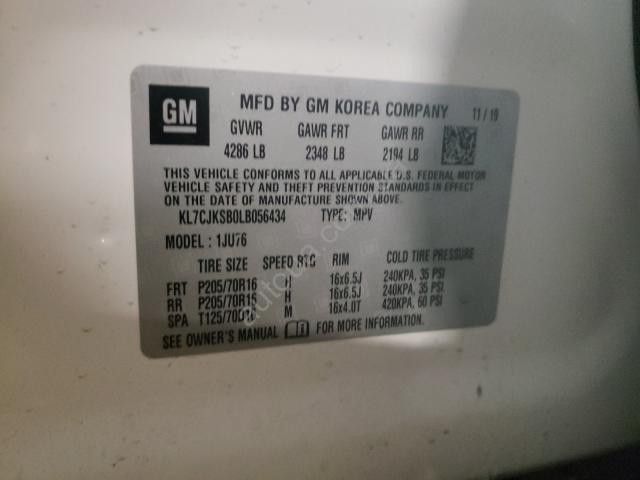 GM
MFD BY GM KOREA COMPANY 11 / 19
GVWR GAWR FRT GAWR RR
4286 LB 2348 LB 2194 LB
THIS VEHICLE CONFORMS TO ALL APPLICABLE U.S. FEDERAL MOTOR
VEHICLE SAFETY AND THEFT PREVENTION STANDARDS IN EFFECT
ON THE DATE OF MANUFACTURE SHOWN ABOVE.
KL7CJKSB0LB056434 TYPE: MPV
MODEL : 1JU76
TIRE SIZE SPEED RTG RIM COLD TIRE PRESSURE
FRT P205/70R16 H 16x6.5J 240KPA, 35 PSI
RR P205/70R16 H 16x6.5J 240KPA, 35 PSI
SPA T125/70D16 M 16x4.0T 420KPA, 60 PSI
SEE OWNER'S MANUAL FOR MORE INFORMATION.